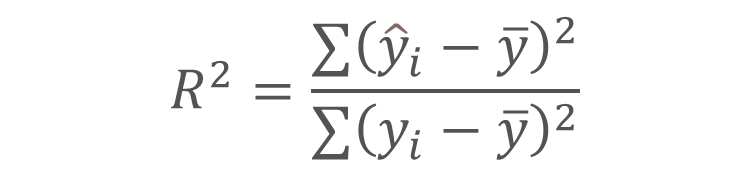 R² = ∑(ŷᵢ − ȳ)² / ∑(yᵢ − ȳ)²